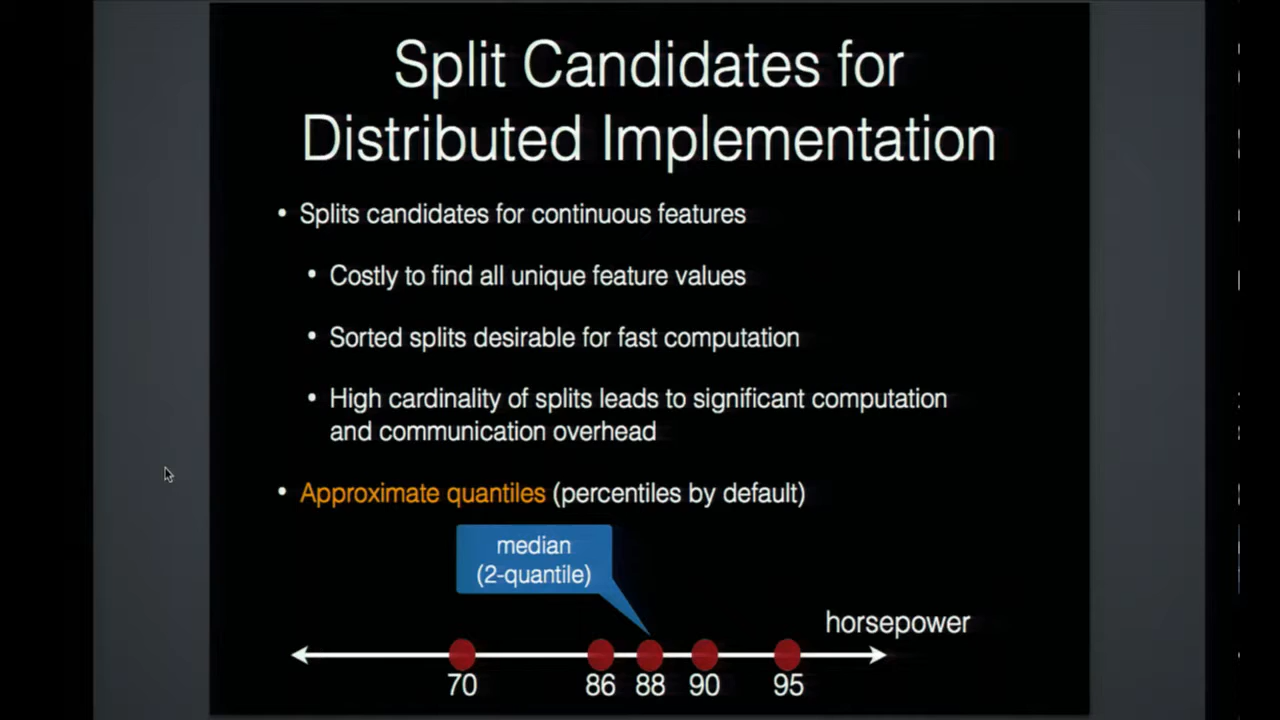 Split Candidates for
Distributed Implementation
• Splits candidates for continuous features
• Costly to find all unique feature values
• Sorted splits desirable for fast computation
• High cardinality of splits leads to significant computation
and communication overhead
• Approximate quantiles (percentiles by default)
median
(2-quantile)
horsepower
70 86 88 90 95